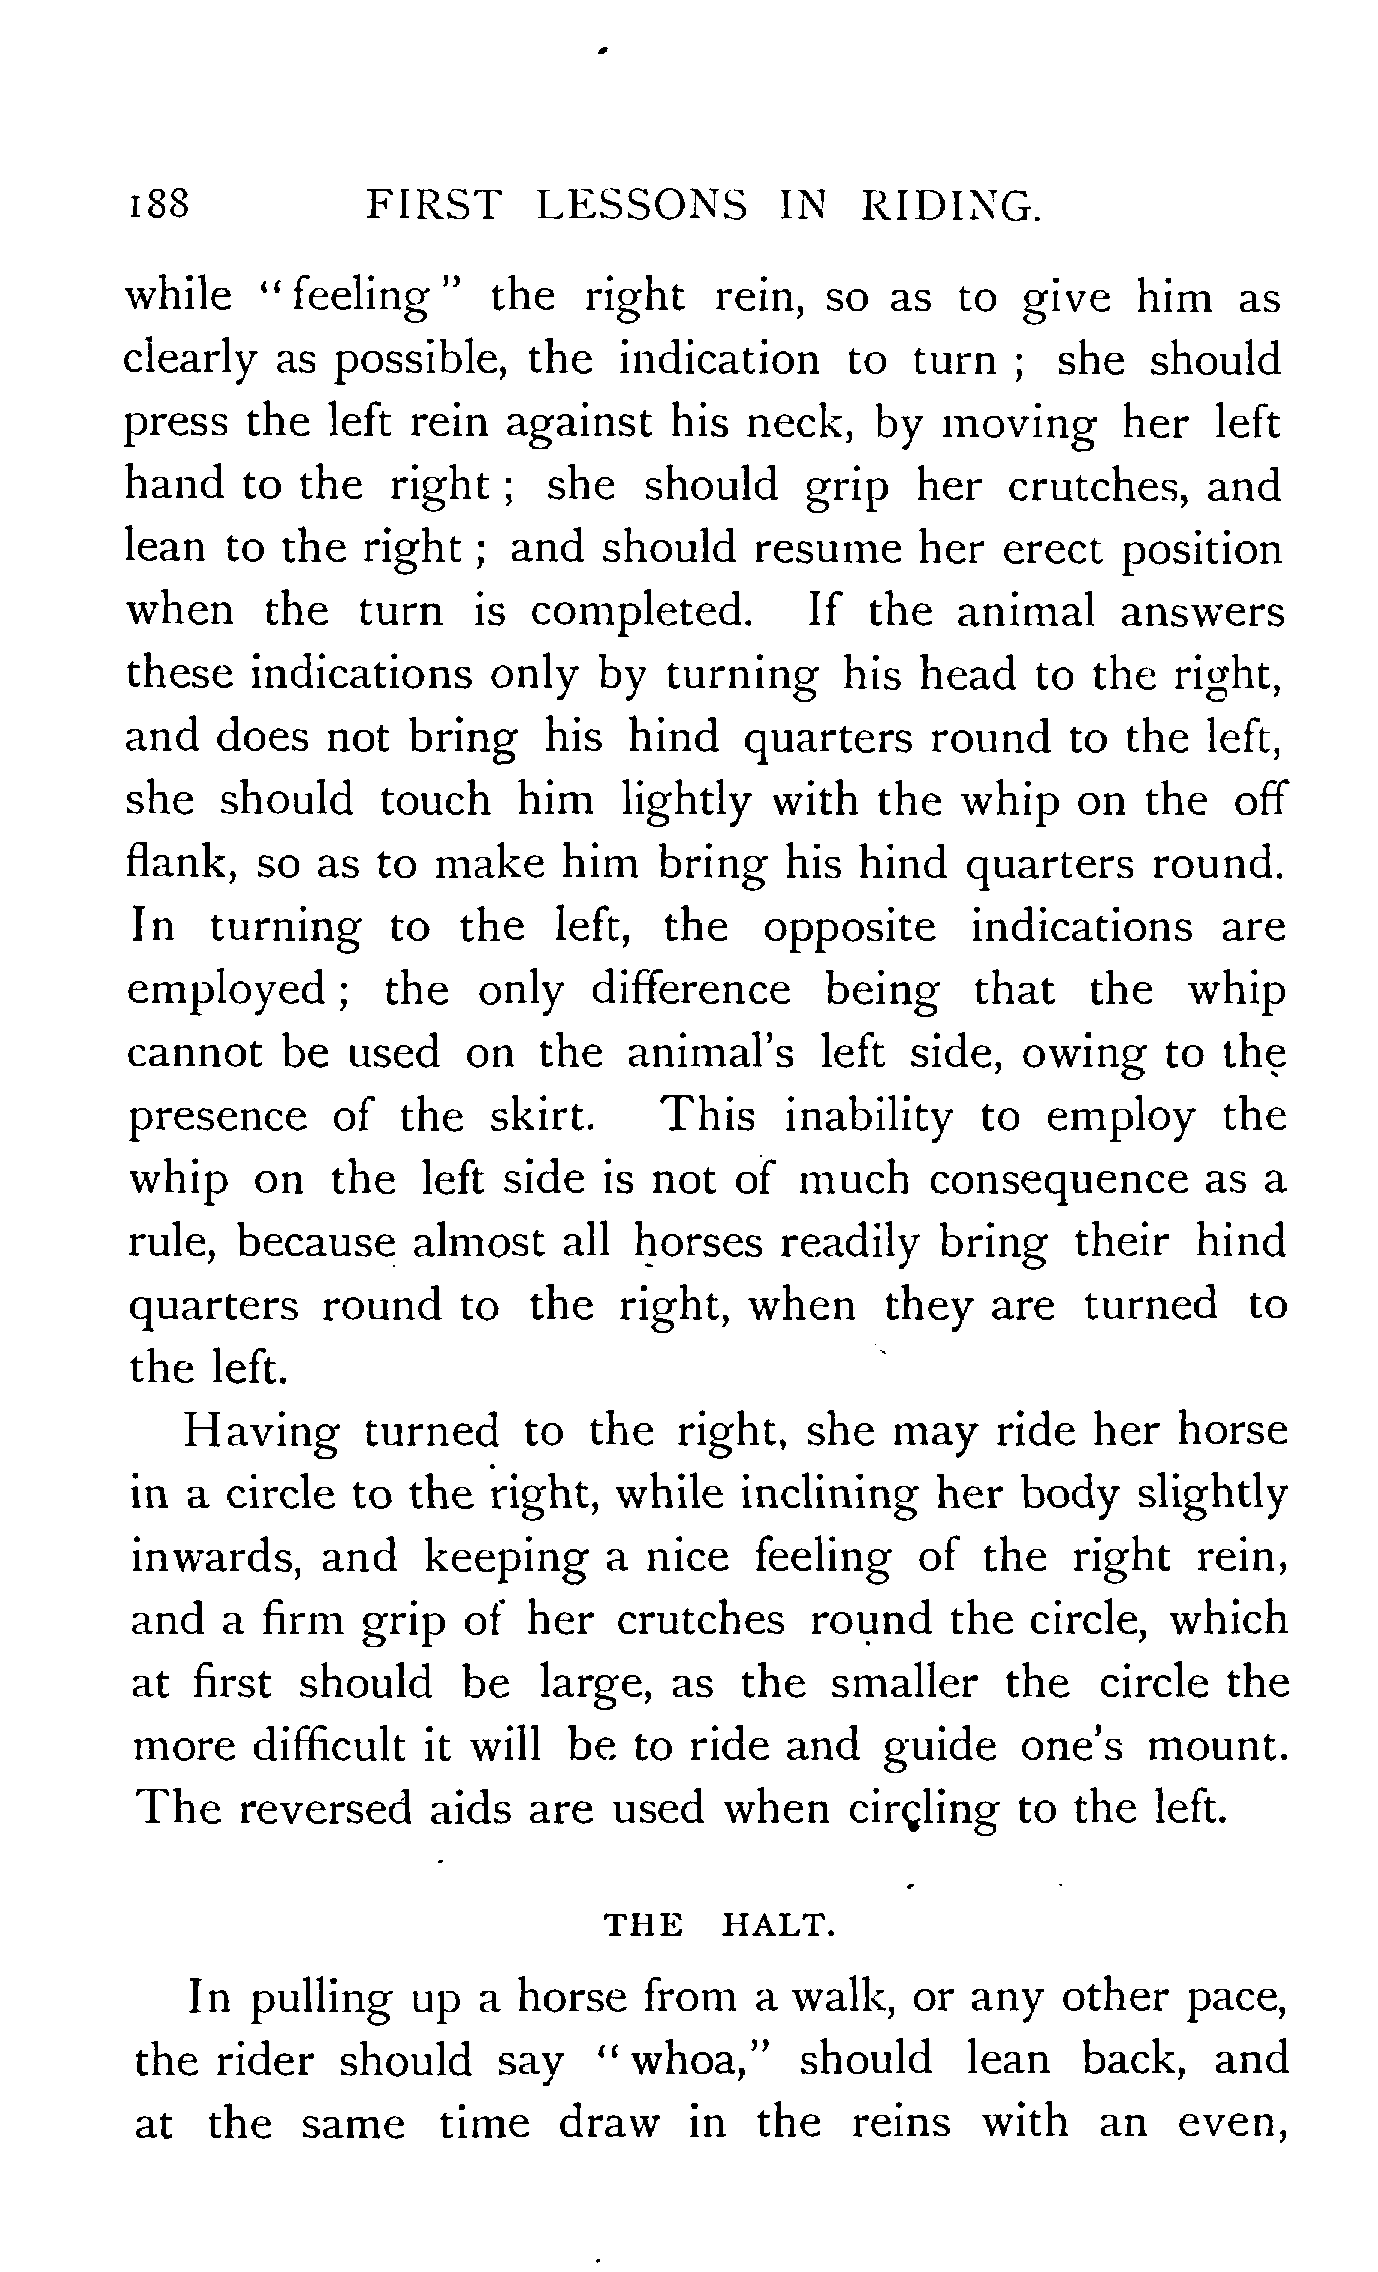 188 FIRST LESSONS IN RIDING.
while "feeling" the right rein, so as to give him as
clearly as possible, the indication to turn ; she should
press the left rein against his neck, by moving her left
hand to the right ; she should grip her crutches, and
lean to the right ; and should resume her erect position
when the turn is completed. If the animal answers
these indications only by turning his head to the right,
and does not bring his hind quarters round to the left,
she should touch him lightly with the whip on the off
flank, so as to make him bring his hind quarters round.
In turning to the left, the opposite indications are
employed ; the only difference being that the whip
cannot be used on the animal's left side, owing to the
presence of the skirt. This inability to employ the
whip on the left side is not of much consequence as a
rule, because almost all horses readily bring their hind
quarters round to the right, when they are turned to
the left.
Having turned to the right, she may ride her horse
in a circle to the right, while inclining her body slightly
inwards, and keeping a nice feeling of the right rein,
and a firm grip of her crutches round the circle, which
at first should be large, as the smaller the circle the
more difficult it will be to ride and guide one's mount.
The reversed aids are used when circling to the left.
THE HALT.
In pulling up a horse from a walk, or any other pace,
the rider should say "whoa," should lean back, and
at the same time draw in the reins with an even,